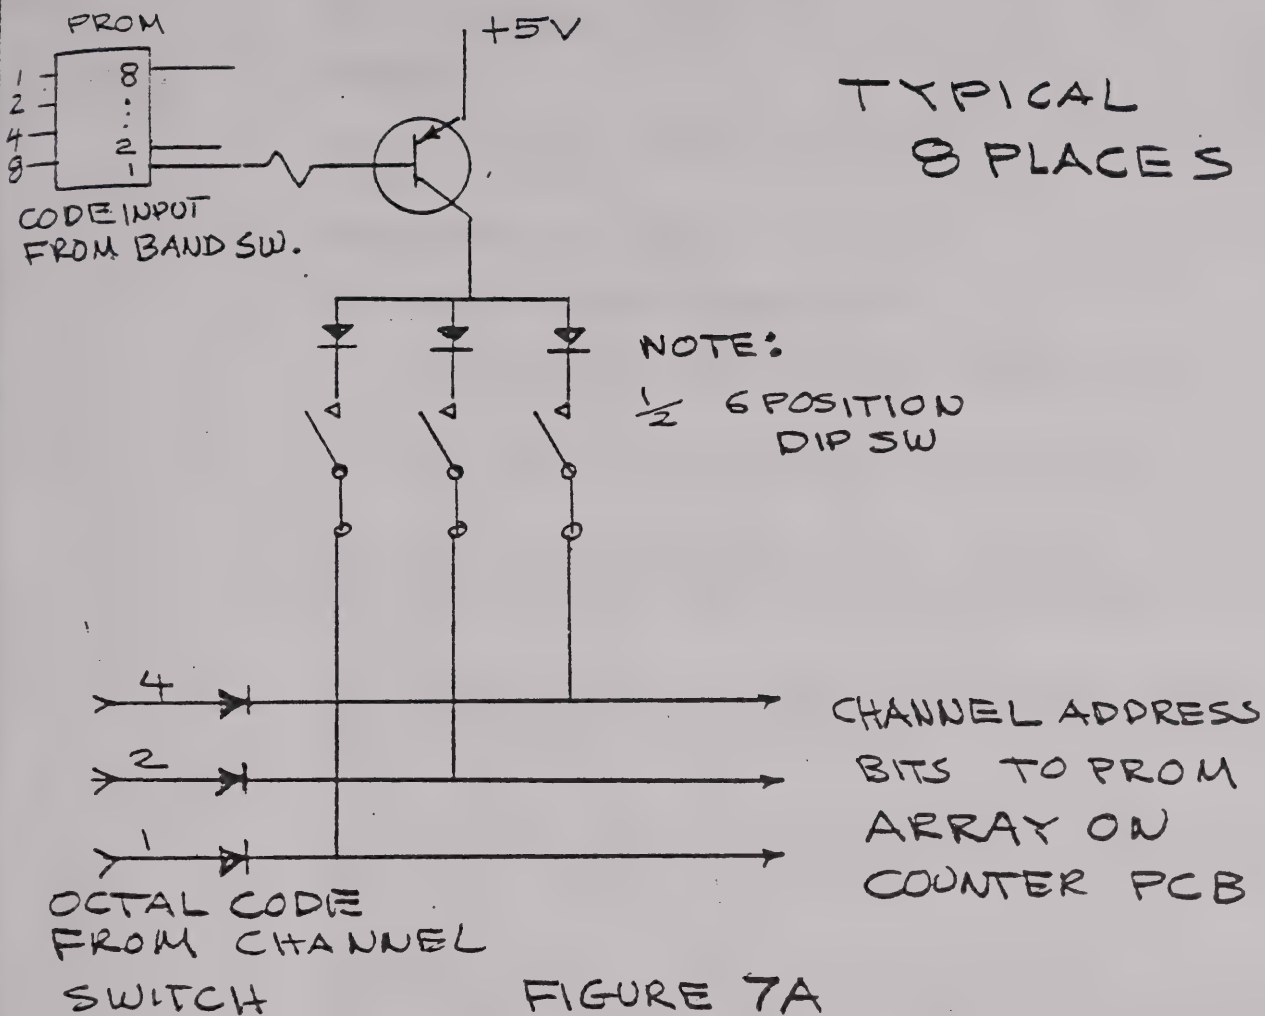 PROM
+5V
1
2
4
8
8
2
1
CODE INPUT
FROM BAND SW.
TYPICAL
8 PLACES
NOTE:
1/2 6 POSITION
DIP SW
4
2
1
OCTAL CODE
FROM CHANNEL
SWITCH
CHANNEL ADDRESS
BITS TO PROM
ARRAY ON
COUNTER PCB
FIGURE 7A